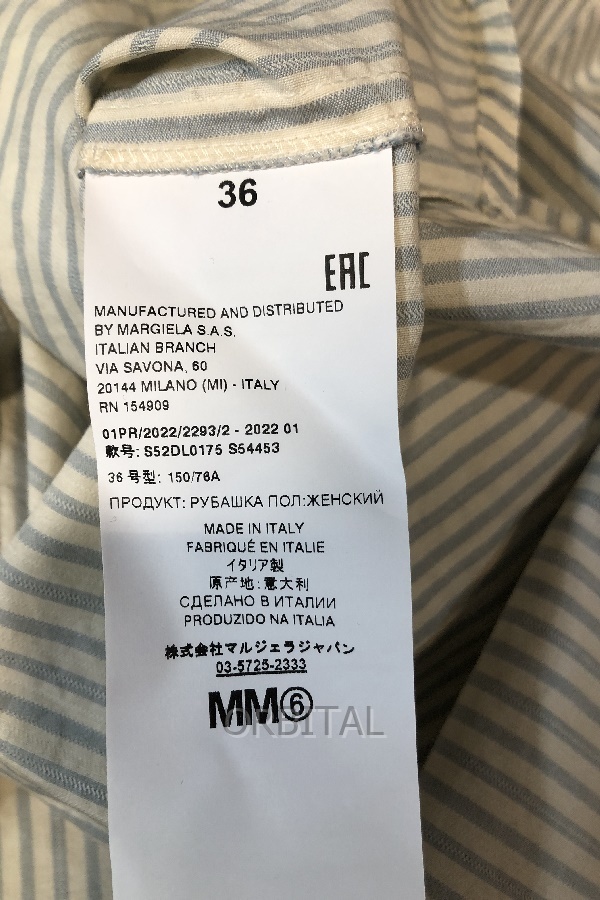 36
EAC
MANUFACTURED AND DISTRIBUTED
BY MARGIELA S.A.S.
ITALIAN BRANCH
VIA SAVONA, 60
20144 MILANO (MI) - ITALY
RN 154909
01PR/2022/2293/2 - 2022 01
款号: S52DL0175 S54453
36 号型: 150/76A
ПРОДУКТ: РУБАШКА ПОЛ:ЖЕНСКИЙ
MADE IN ITALY
FABRIQUÉ EN ITALIE
イタリア製
原产地:意大利
СДЕЛАНО В ИТАЛИИ
PRODUZIDO NA ITALIA
株式会社マルジェラジャパン
03-5725-2333
MM⑥
ORBITAL